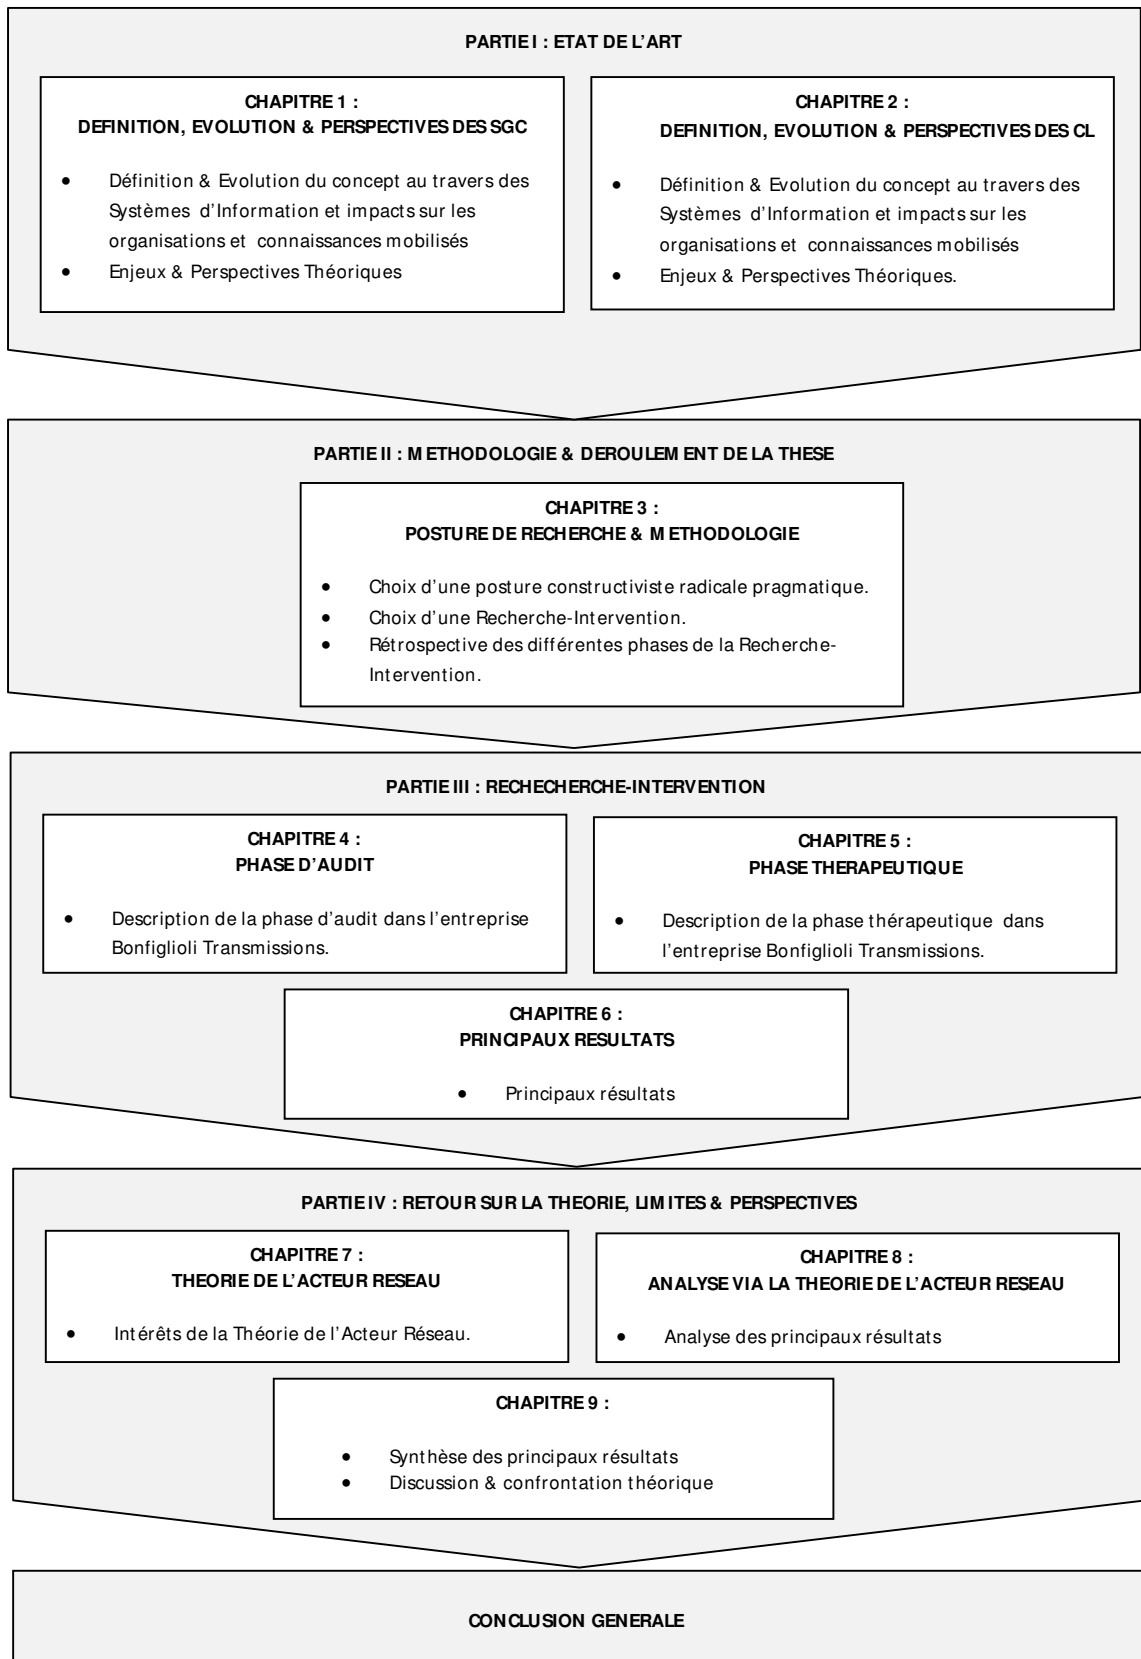 PARTIE I : ETAT DE L'ART
CHAPITRE 1 :
DEFINITION, EVOLUTION & PERSPECTIVES DES SGC
• Définition & Evolution du concept au travers des
Systèmes d'Information et impacts sur les
organisations et connaissances mobilisés
• Enjeux & Perspectives Théoriques
CHAPITRE 2 :
DEFINITION, EVOLUTION & PERSPECTIVES DES CL
• Définition & Evolution du concept au travers des
Systèmes d'Information et impacts sur les
organisations et connaissances mobilisés
• Enjeux & Perspectives Théoriques.
PARTIE II : METHODOLOGIE & DEROULEMENT DE LA THESE
CHAPITRE 3 :
POSTURE DE RECHERCHE & METHODOLOGIE
• Choix d'une posture constructiviste radicale pragmatique.
• Choix d'une Recherche-Intervention.
• Rétrospective des différentes phases de la Recherche-
Intervention.
PARTIE III : RECHECHERCHE-INTERVENTION
CHAPITRE 4 :
PHASE D'AUDIT
• Description de la phase d'audit dans l'entreprise
Bonfiglioli Transmissions.
CHAPITRE 5 :
PHASE THERAPEUTIQUE
• Description de la phase thérapeutique dans
l'entreprise Bonfiglioli Transmissions.
CHAPITRE 6 :
PRINCIPAUX RESULTATS
• Principaux résultats
PARTIE IV : RETOUR SUR LA THEORIE, LIMITES & PERSPECTIVES
CHAPITRE 7 :
THEORIE DE L'ACTEUR RESEAU
• Intérêts de la Théorie de l'Acteur Réseau.
CHAPITRE 8 :
ANALYSE VIA LA THEORIE DE L'ACTEUR RESEAU
• Analyse des principaux résultats
CHAPITRE 9 :
• Synthèse des principaux résultats
• Discussion & confrontation théorique
CONCLUSION GENERALE